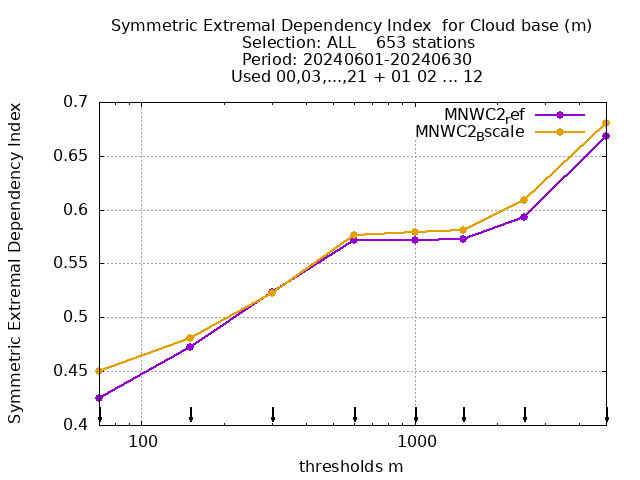 Symmetric Extremal Dependency Index  for Cloud base (m)
Selection: ALL    653 stations
Period: 20240601-20240630
Used 00,03,...,21 + 01 02 ... 12
MNWC2ref
MNWC2Bscale
Symmetric Extremal Dependency Index
0.7
0.65
0.6
0.55
0.5
0.45
0.4
100
1000
thresholds m